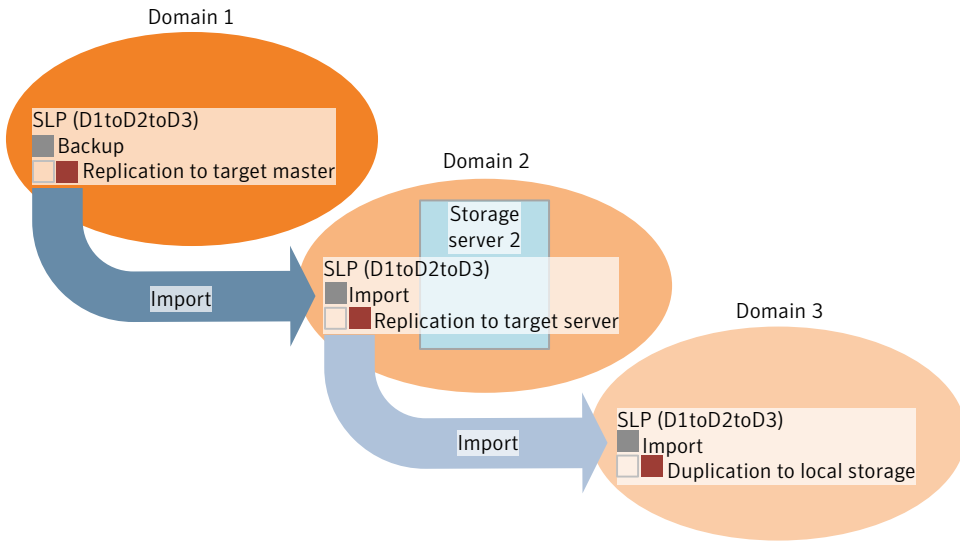 Domain 1
SLP (D1toD2toD3)
Backup
Replication to target master
Import
Domain 2
Storage
server 2
SLP (D1toD2toD3)
Import
Replication to target server
Import
Domain 3
SLP (D1toD2toD3)
Import
Duplication to local storage